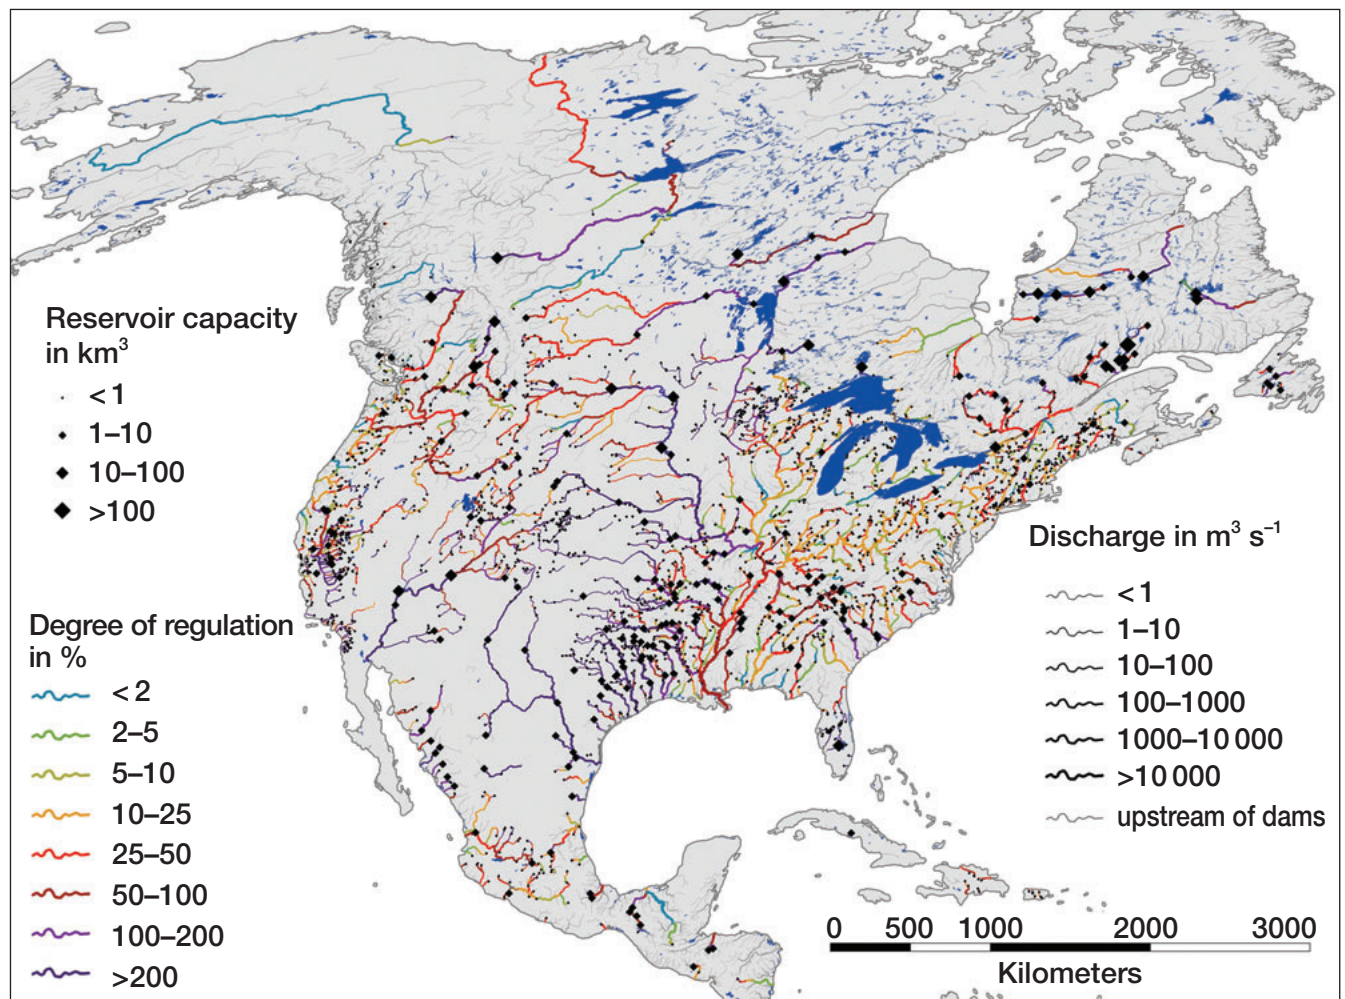 Reservoir capacity
in km³
< 1
1–10
10–100
>100
Degree of regulation
in %
< 2
2–5
5–10
10–25
25–50
50–100
100–200
>200
Discharge in m³ s⁻¹
< 1
1–10
10–100
100–1000
1000–10 000
>10 000
upstream of dams
0 500 1000 2000 3000
Kilometers